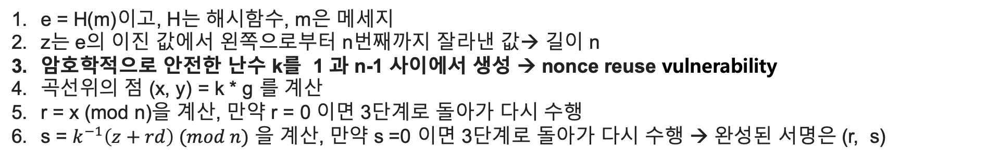 1. e = H(m)이고, H는 해시함수, m은 메세지
2. z는 e의 이진 값에서 왼쪽으로부터 n번째까지 잘라낸 값→ 길이 n
3. 암호학적으로 안전한 난수 k를 1 과 n-1 사이에서 생성 → nonce reuse vulnerability
4. 곡선위의 점 (x, y) = k * g 를 계산
5. r = x (mod n)을 계산, 만약 r = 0 이면 3단계로 돌아가 다시 수행
6. s = k⁻¹(z + rd) (mod n) 을 계산, 만약 s =0 이면 3단계로 돌아가 다시 수행 → 완성된 서명은 (r, s)